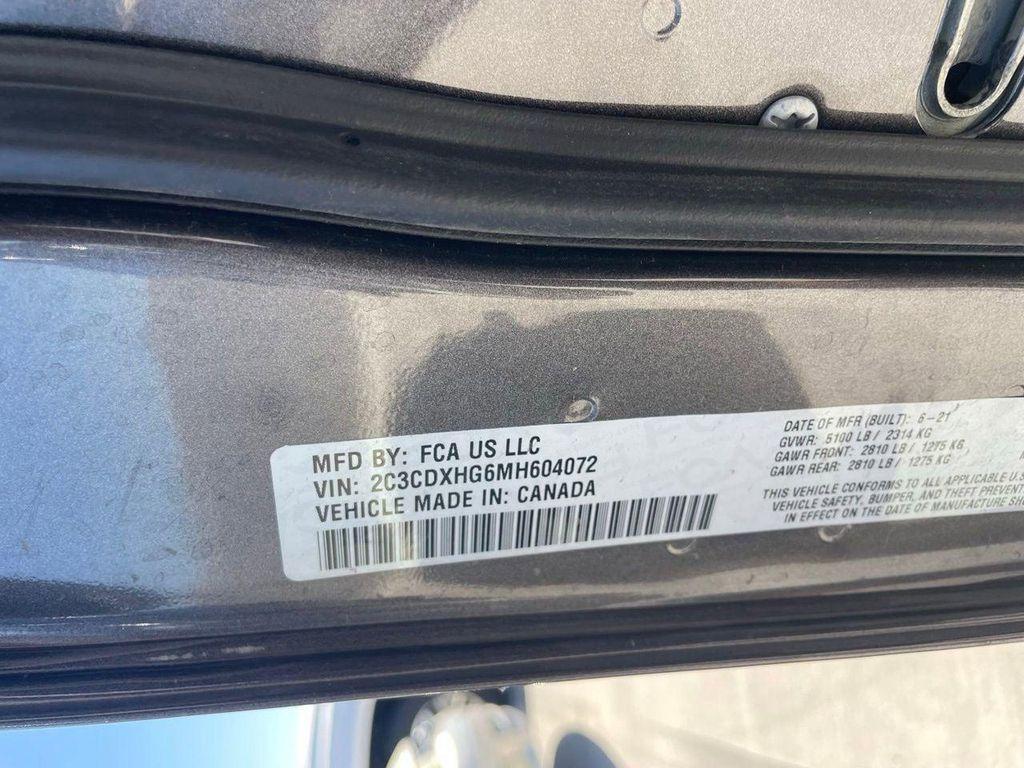 MFD BY: FCA US LLC
VIN: 2C3CDXHG6MH604072
VEHICLE MADE IN: CANADA
DATE OF MFR (BUILT): 6-21
GVWR: 5100 LB / 2314 KG
GAWR FRONT: 2810 LB / 1275 KG
GAWR REAR: 2810 LB / 1275 KG
THIS VEHICLE CONFORMS TO ALL APPLICABLE U.S
VEHICLE SAFETY, BUMPER, AND THEFT PREVENT
IN EFFECT ON THE DATE OF MANUFACTURE SH